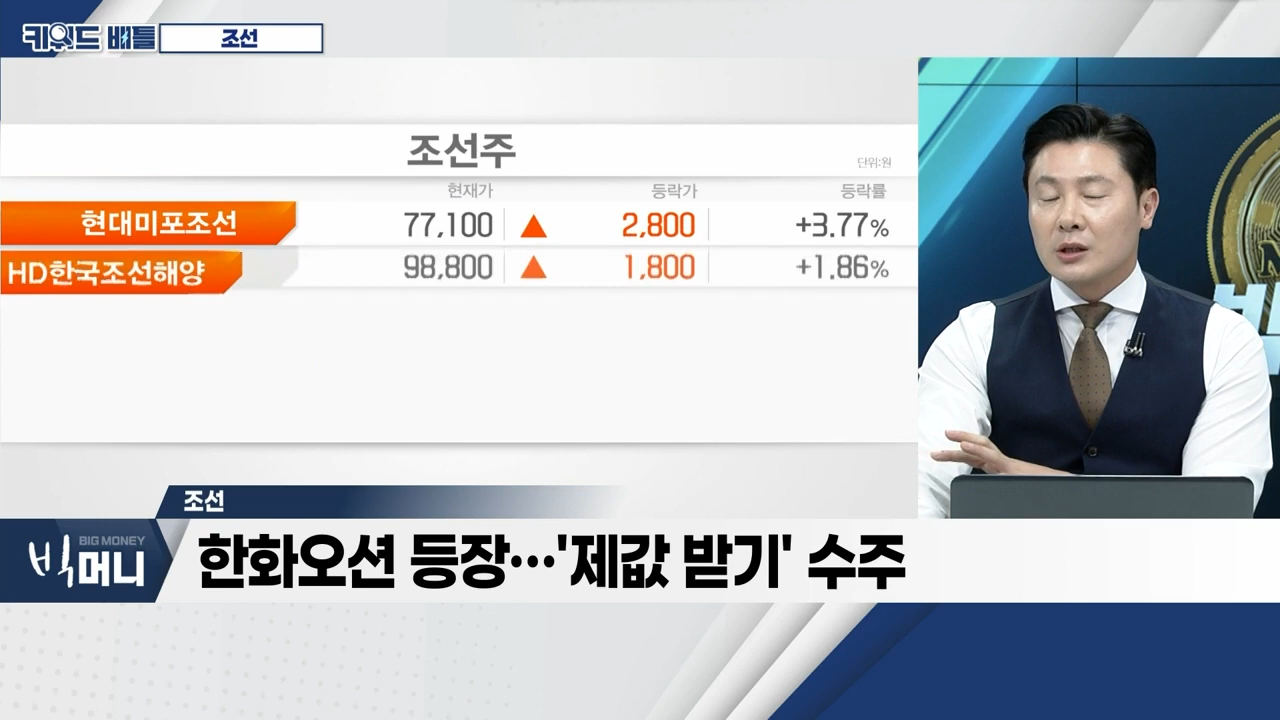 키워드 배틀
조선
조선주
단위:원
현재가 등락가 등락률
현대미포조선 77,100 ▲ 2,800 +3.77%
HD한국조선해양 98,800 ▲ 1,800 +1.86%
조선
BIG MONEY
빅머니
한화오션 등장…'제값 받기' 수주